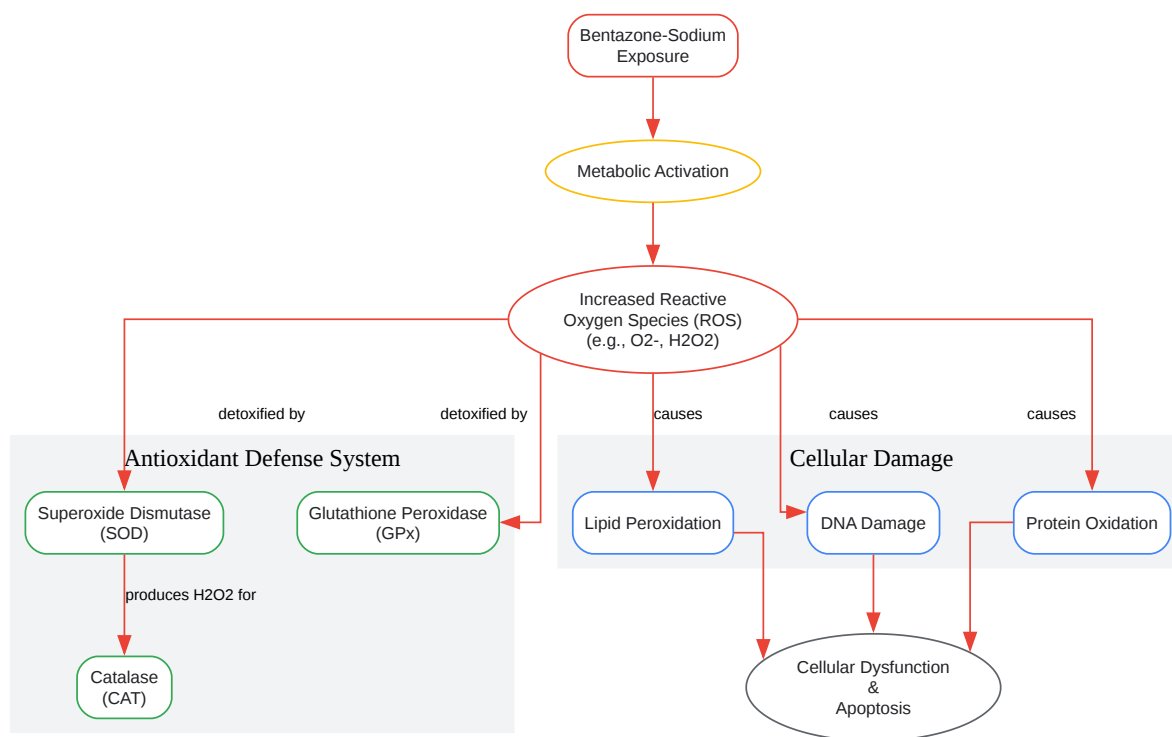 Bentazone-Sodium
Exposure
Metabolic Activation
Increased Reactive
Oxygen Species (ROS)
(e.g., O2-, H2O2)
detoxified by
detoxified by
causes
causes
causes
Antioxidant Defense System
Cellular Damage
Superoxide Dismutase
(SOD)
Glutathione Peroxidase
(GPx)
Lipid Peroxidation
DNA Damage
Protein Oxidation
produces H2O2 for
Catalase
(CAT)
Cellular Dysfunction
&
Apoptosis